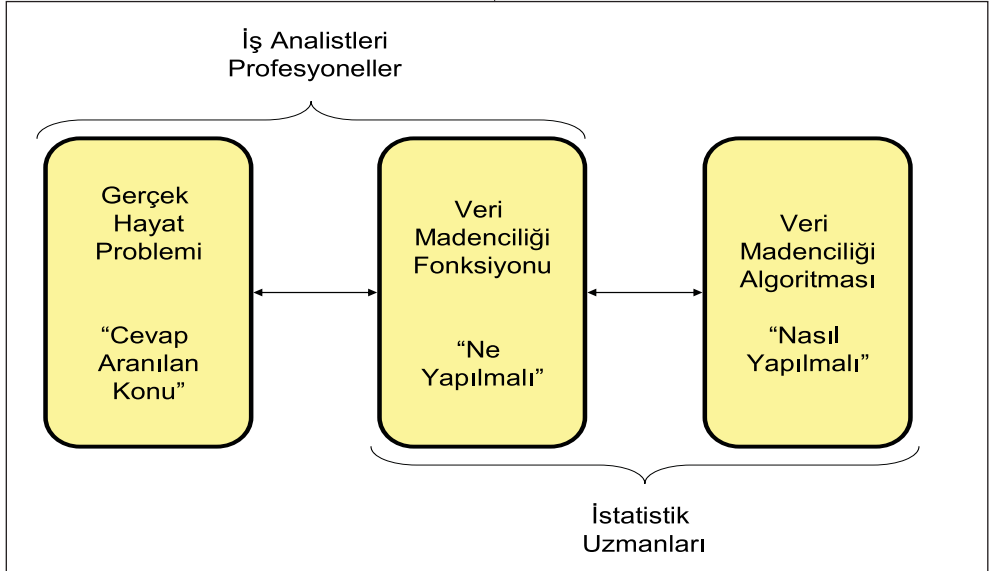 İş Analistleri
Profesyoneller
Gerçek
Hayat
Problemi
“Cevap
Aranılan
Konu”
Veri
Madenciliği
Fonksiyonu
“Ne
Yapılmalı”
Veri
Madenciliği
Algoritması
“Nasıl
Yapılmalı”
İstatistik
Uzmanları